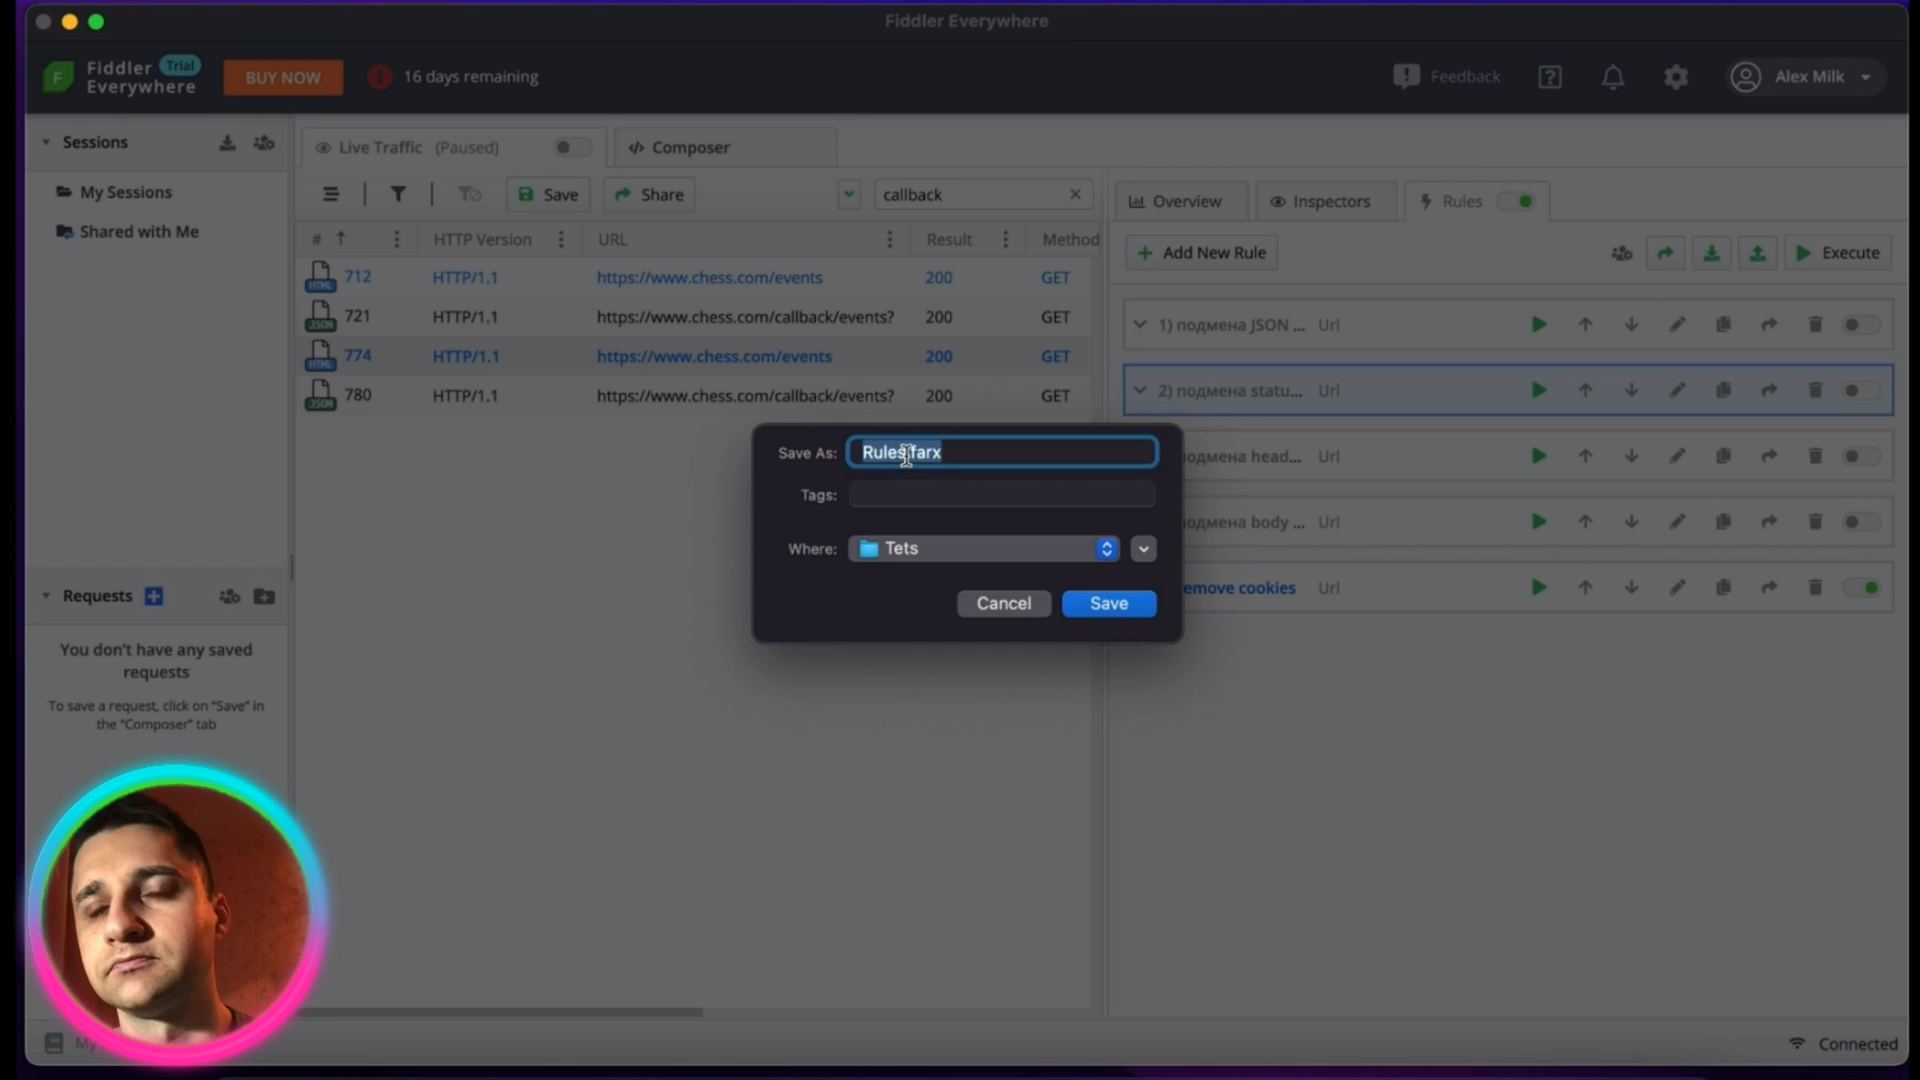 Fiddler Everywhere
Fiddler Trial
Everywhere
BUY NOW
16 days remaining
Feedback
Alex Milk
Sessions
My Sessions
Shared with Me
Live Traffic (Paused)
Composer
Save
Share
callback
# HTTP Version URL Result Method
HTML 712 HTTP/1.1 https://www.chess.com/events 200 GET
JSON 721 HTTP/1.1 https://www.chess.com/callback/events? 200 GET
HTML 774 HTTP/1.1 https://www.chess.com/events 200 GET
JSON 780 HTTP/1.1 https://www.chess.com/callback/events? 200 GET
Overview
Inspectors
Rules
Add New Rule
Execute
1) подмена JSON ... Url
2) подмена statu... Url
одмена head... Url
одмена body ... Url
emove cookies Url
Save As: Rules.farx
Tags:
Where: Tets
Cancel
Save
Requests
You don't have any saved
requests
To save a request, click on "Save" in
the "Composer" tab
Connected